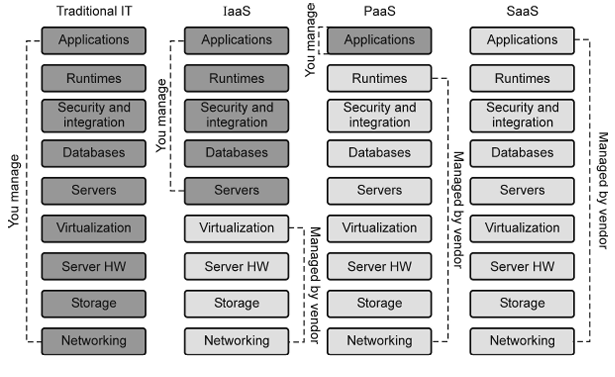 Traditional IT
IaaS
PaaS
SaaS
Applications
Runtimes
Security and
integration
Databases
Servers
Virtualization
Server HW
Storage
Networking
You manage
Applications
Runtimes
Security and
integration
Databases
Servers
Virtualization
Server HW
Storage
Networking
You manage
Managed by vendor
Applications
Runtimes
Security and
integration
Databases
Servers
Virtualization
Server HW
Storage
Networking
You manage
Managed by vendor
Applications
Runtimes
Security and
integration
Databases
Servers
Virtualization
Server HW
Storage
Networking
Managed by vendor